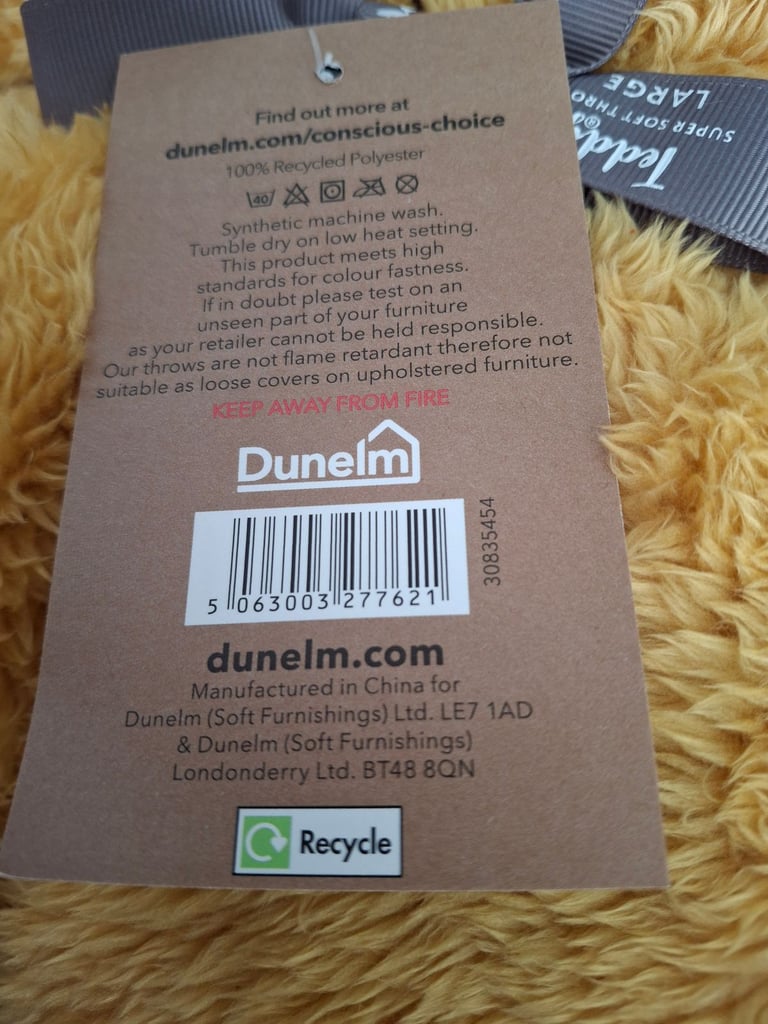 Find out more at
dunelm.com/conscious-choice
100% Recycled Polyester
40
Synthetic machine wash.
Tumble dry on low heat setting.
This product meets high
standards for colour fastness.
If in doubt please test on an
unseen part of your furniture
as your retailer cannot be held responsible.
Our throws are not flame retardant therefore not
suitable as loose covers on upholstered furniture.
KEEP AWAY FROM FIRE
Dunelm
5 063003 277621
30835454
dunelm.com
Manufactured in China for
Dunelm (Soft Furnishings) Ltd. LE7 1AD
& Dunelm (Soft Furnishings)
Londonderry Ltd. BT48 8QN
Recycle
SUPER SOFT
LARGE